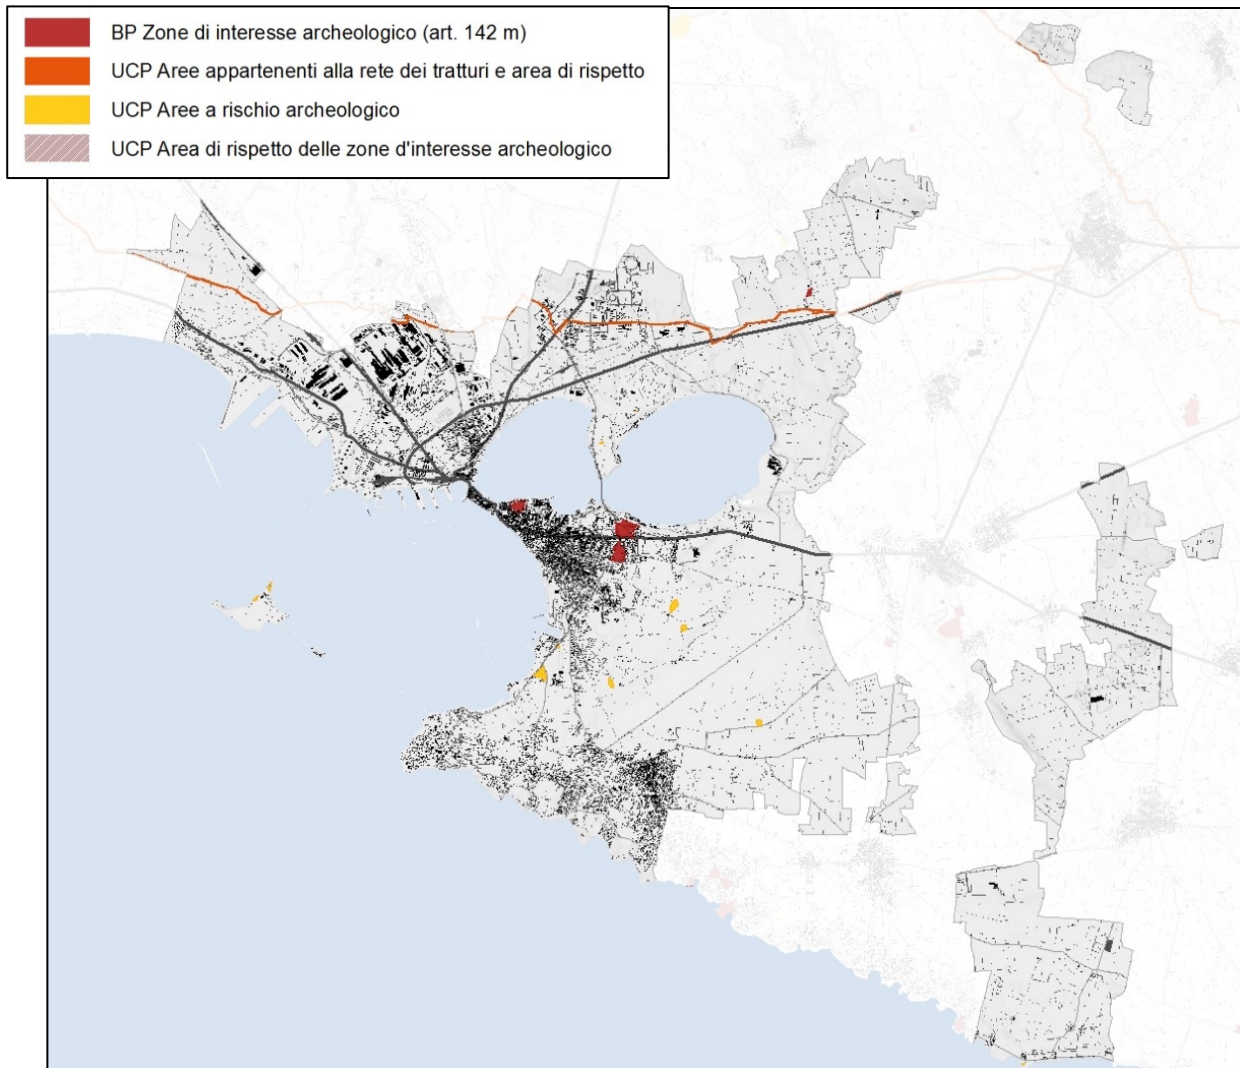 BP Zone di interesse archeologico (art. 142 m)
UCP Aree appartenenti alla rete dei tratturi e area di rispetto
UCP Aree a rischio archeologico
UCP Area di rispetto delle zone d'interesse archeologico